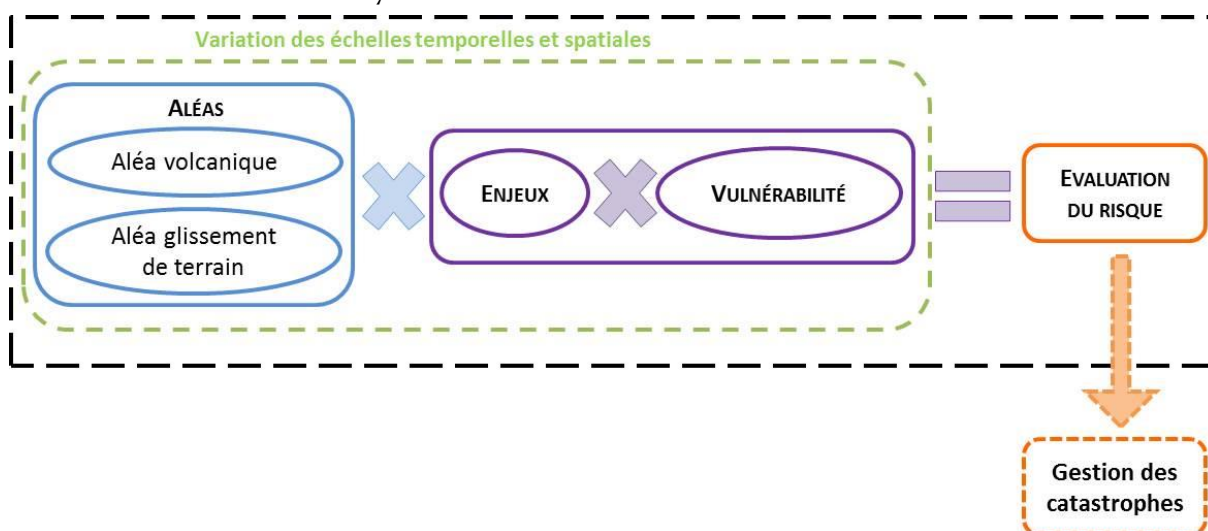 Variation des échelles temporelles et spatiales
ALÉAS
Aléa volcanique
Aléa glissement
de terrain
ENJEUX
VULNÉRABILITÉ
EVALUATION
DU RISQUE
Gestion des
catastrophes